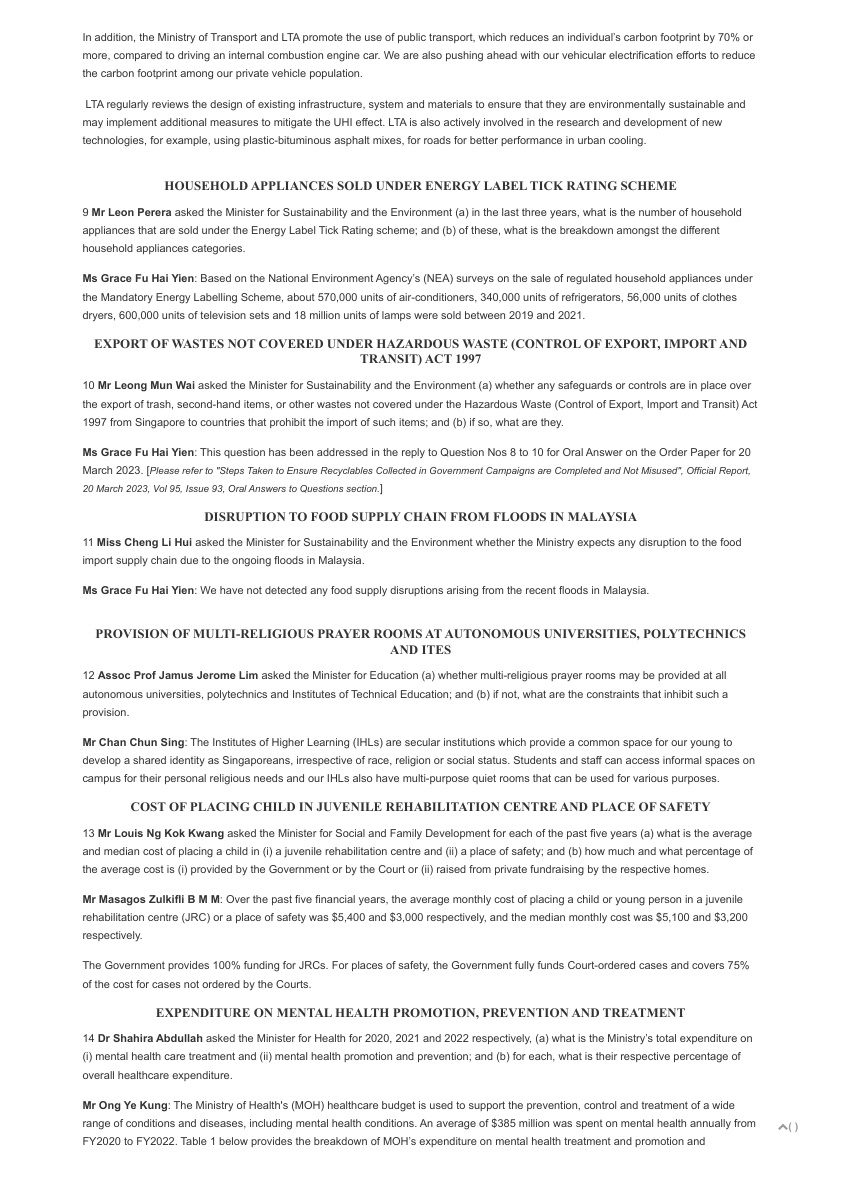 In addition, the Ministry of Transport and LTA promote the use of public transport, which reduces an individual’s carbon footprint by 70% or
more, compared to driving an internal combustion engine car. We are also pushing ahead with our vehicular electrification efforts to reduce
the carbon footprint among our private vehicle population.
LTA regularly reviews the design of existing infrastructure, system and materials to ensure that they are environmentally sustainable and
may implement additional measures to mitigate the UHI effect. LTA is also actively involved in the research and development of new
technologies, for example, using plastic-bituminous asphalt mixes, for roads for better performance in urban cooling.
HOUSEHOLD APPLIANCES SOLD UNDER ENERGY LABEL TICK RATING SCHEME
9 Mr Leon Perera asked the Minister for Sustainability and the Environment (a) in the last three years, what is the number of household
appliances that are sold under the Energy Label Tick Rating scheme; and (b) of these, what is the breakdown amongst the different
household appliances categories.
Ms Grace Fu Hai Yien: Based on the National Environment Agency’s (NEA) surveys on the sale of regulated household appliances under
the Mandatory Energy Labelling Scheme, about 570,000 units of air-conditioners, 340,000 units of refrigerators, 56,000 units of clothes
dryers, 600,000 units of television sets and 18 million units of lamps were sold between 2019 and 2021.
EXPORT OF WASTES NOT COVERED UNDER HAZARDOUS WASTE (CONTROL OF EXPORT, IMPORT AND
TRANSIT) ACT 1997
10 Mr Leong Mun Wai asked the Minister for Sustainability and the Environment (a) whether any safeguards or controls are in place over
the export of trash, second-hand items, or other wastes not covered under the Hazardous Waste (Control of Export, Import and Transit) Act
1997 from Singapore to countries that prohibit the import of such items; and (b) if so, what are they.
Ms Grace Fu Hai Yien: This question has been addressed in the reply to Question Nos 8 to 10 for Oral Answer on the Order Paper for 20
March 2023. [Please refer to "Steps Taken to Ensure Recyclables Collected in Government Campaigns are Completed and Not Misused", Official Report,
20 March 2023, Vol 95, Issue 93, Oral Answers to Questions section.]
DISRUPTION TO FOOD SUPPLY CHAIN FROM FLOODS IN MALAYSIA
11 Miss Cheng Li Hui asked the Minister for Sustainability and the Environment whether the Ministry expects any disruption to the food
import supply chain due to the ongoing floods in Malaysia.
Ms Grace Fu Hai Yien: We have not detected any food supply disruptions arising from the recent floods in Malaysia.
PROVISION OF MULTI-RELIGIOUS PRAYER ROOMS AT AUTONOMOUS UNIVERSITIES, POLYTECHNICS
AND ITES
12 Assoc Prof Jamus Jerome Lim asked the Minister for Education (a) whether multi-religious prayer rooms may be provided at all
autonomous universities, polytechnics and Institutes of Technical Education; and (b) if not, what are the constraints that inhibit such a
provision.
Mr Chan Chun Sing: The Institutes of Higher Learning (IHLs) are secular institutions which provide a common space for our young to
develop a shared identity as Singaporeans, irrespective of race, religion or social status. Students and staff can access informal spaces on
campus for their personal religious needs and our IHLs also have multi-purpose quiet rooms that can be used for various purposes.
COST OF PLACING CHILD IN JUVENILE REHABILITATION CENTRE AND PLACE OF SAFETY
13 Mr Louis Ng Kok Kwang asked the Minister for Social and Family Development for each of the past five years (a) what is the average
and median cost of placing a child in (i) a juvenile rehabilitation centre and (ii) a place of safety; and (b) how much and what percentage of
the average cost is (i) provided by the Government or by the Court or (ii) raised from private fundraising by the respective homes.
Mr Masagos Zulkifli B M M: Over the past five financial years, the average monthly cost of placing a child or young person in a juvenile
rehabilitation centre (JRC) or a place of safety was $5,400 and $3,000 respectively, and the median monthly cost was $5,100 and $3,200
respectively.
The Government provides 100% funding for JRCs. For places of safety, the Government fully funds Court-ordered cases and covers 75%
of the cost for cases not ordered by the Courts.
EXPENDITURE ON MENTAL HEALTH PROMOTION, PREVENTION AND TREATMENT
14 Dr Shahira Abdullah asked the Minister for Health for 2020, 2021 and 2022 respectively, (a) what is the Ministry’s total expenditure on
(i) mental health care treatment and (ii) mental health promotion and prevention; and (b) for each, what is their respective percentage of
overall healthcare expenditure.
Mr Ong Ye Kung: The Ministry of Health's (MOH) healthcare budget is used to support the prevention, control and treatment of a wide
range of conditions and diseases, including mental health conditions. An average of $385 million was spent on mental health annually from
FY2020 to FY2022. Table 1 below provides the breakdown of MOH’s expenditure on mental health treatment and promotion and
( )